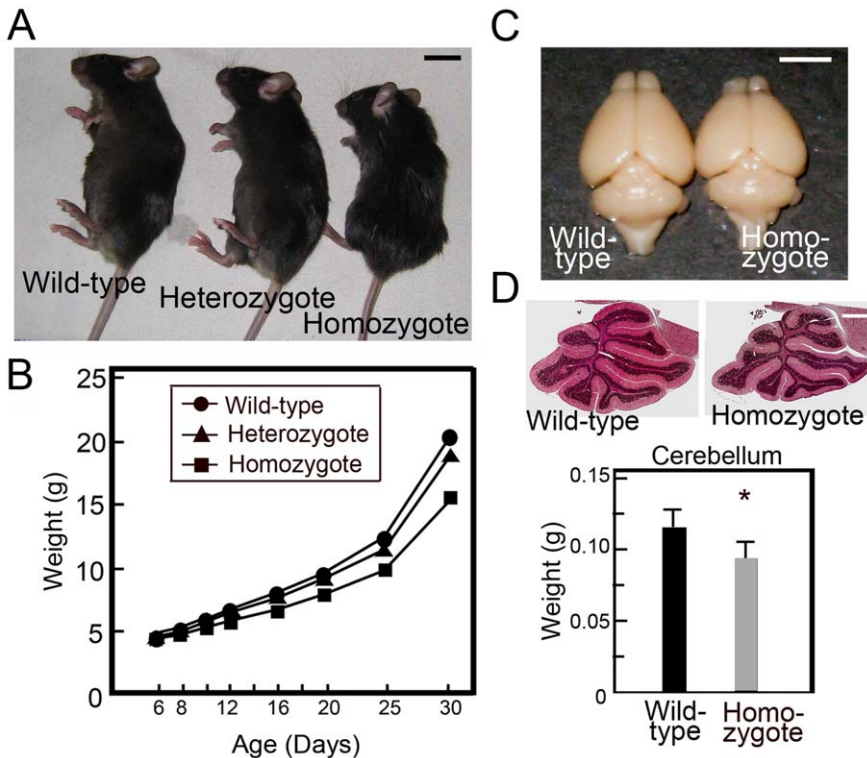 A
Wild-type
Heterozygote
Homozygote
B
25
20
15
10
5
0
Weight (g)
Wild-type
Heterozygote
Homozygote
6 8 12 16 20 25 30
Age (Days)
C
Wild-
type
Homo-
zygote
D
Wild-type
Homozygote
Cerebellum
0.15
0.10
0.05
0
Weight (g)
*
Wild-
type
Homo-
zygote